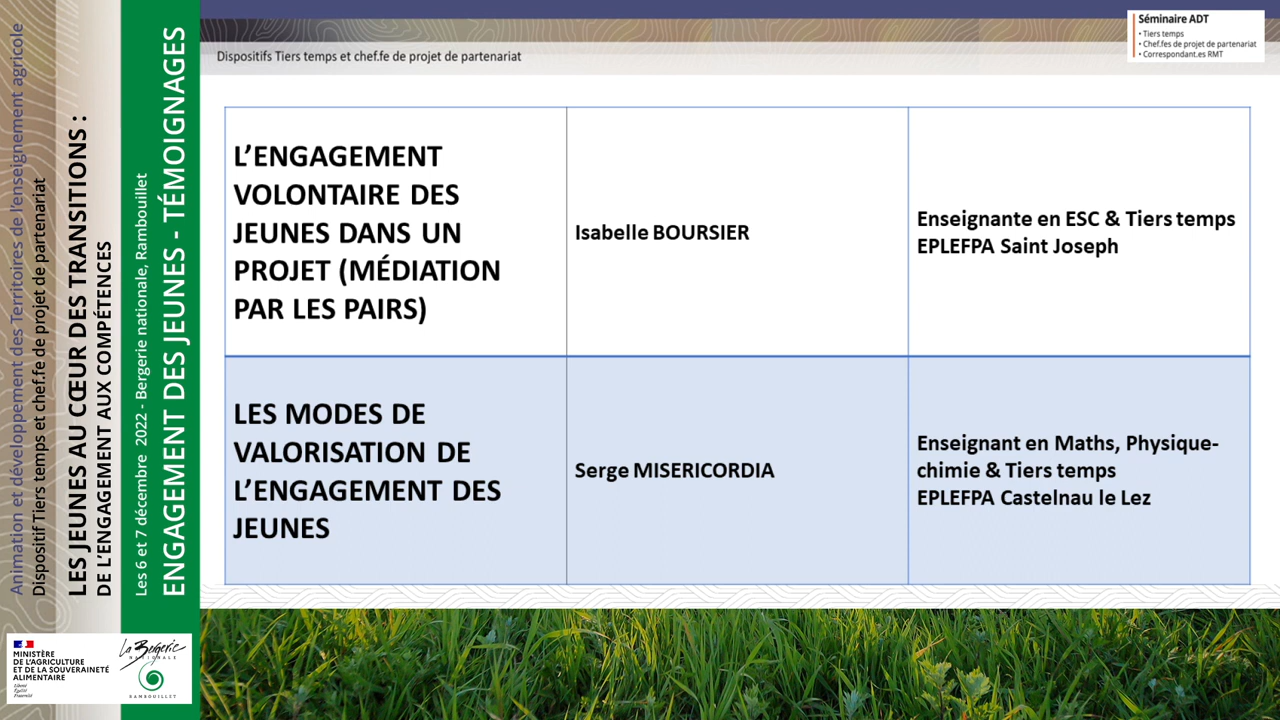 Animation et développement des Territoires de l'enseignement agricole
Dispositif Tiers temps et chef.fe de projet de partenariat
LES JEUNES AU CŒUR DES TRANSITIONS :
DE L'ENGAGEMENT AUX COMPÉTENCES
Les 6 et 7 décembre 2022 - Bergerie nationale, Rambouillet
ENGAGEMENT DES JEUNES - TÉMOIGNAGES
MINISTÈRE
DE L'AGRICULTURE
ET DE LA SOUVERAINETÉ
ALIMENTAIRE
Liberté
Égalité
Fraternité
La Bergerie
NATIONALE
RAMBOUILLET
Dispositifs Tiers temps et chef.fe de projet de partenariat
Séminaire ADT
• Tiers temps
• Chef.fes de projet de partenariat
• Correspondant.es RMT
L’ENGAGEMENT
VOLONTAIRE DES
JEUNES DANS UN
PROJET (MÉDIATION
PAR LES PAIRS)
Isabelle BOURSIER
Enseignante en ESC & Tiers temps
EPLEFPA Saint Joseph
LES MODES DE
VALORISATION DE
L’ENGAGEMENT DES
JEUNES
Serge MISERICORDIA
Enseignant en Maths, Physique-
chimie & Tiers temps
EPLEFPA Castelnau le Lez